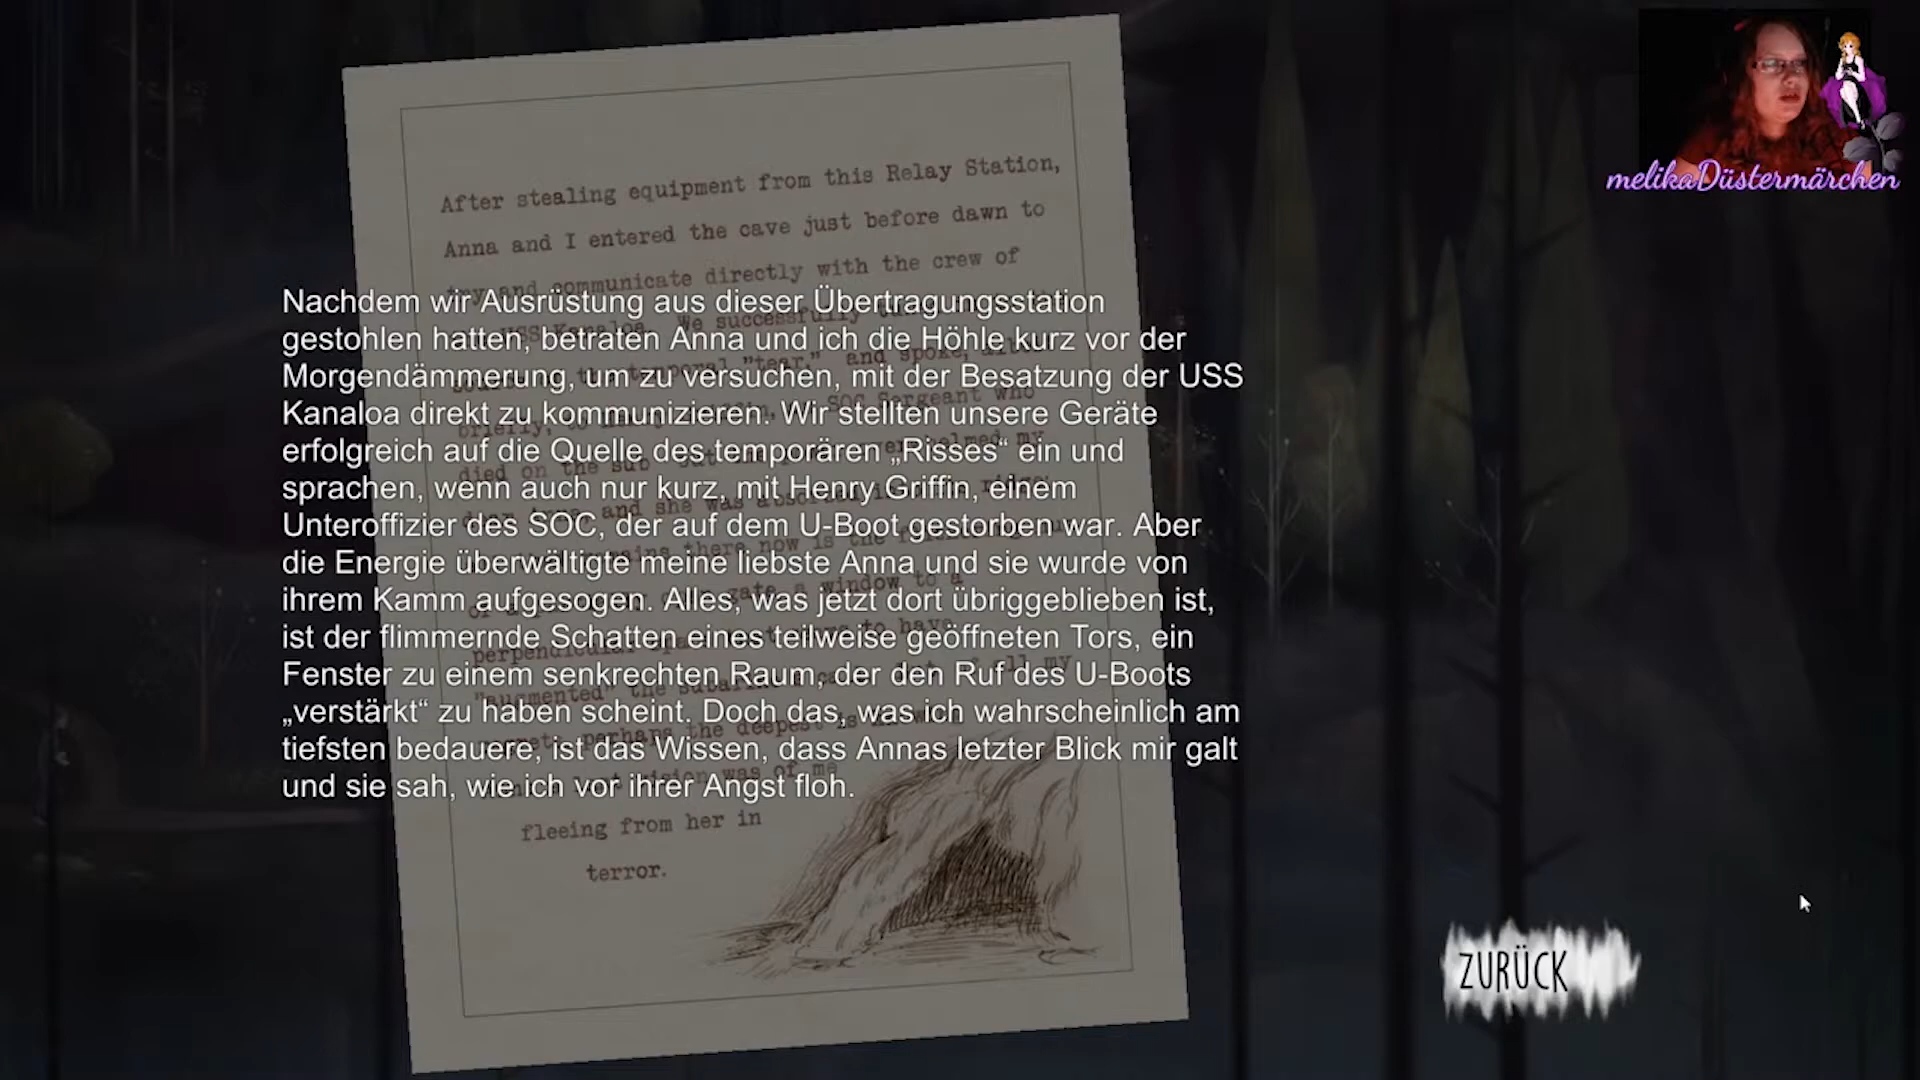 melikaDüstermärchen
After stealing equipment from this Relay Station,
Anna and I entered the cave just before dawn to
try and communicate directly with the crew of
Nachdem wir Ausrüstung aus dieser Übertragungsstation
gestohlen hatten, betraten Anna und ich die Höhle kurz vor der
Morgendämmerung, um zu versuchen, mit der Besatzung der USS
Kanaloa direkt zu kommunizieren. Wir stellten unsere Geräte
erfolgreich auf die Quelle des temporären „Risses“ ein und
sprachen, wenn auch nur kurz, mit Henry Griffin, einem
Unteroffizier des SOC, der auf dem U-Boot gestorben war. Aber
die Energie überwältigte meine liebste Anna und sie wurde von
ihrem Kamm aufgesogen. Alles, was jetzt dort übriggeblieben ist,
ist der flimmernde Schatten eines teilweise geöffneten Tors, ein
Fenster zu einem senkrechten Raum, der den Ruf des U-Boots
„verstärkt“ zu haben scheint. Doch das, was ich wahrscheinlich am
tiefsten bedauere, ist das Wissen, dass Annas letzter Blick mir galt
und sie sah, wie ich vor ihrer Angst floh.
fleeing from her in
terror.
ZURÜCK